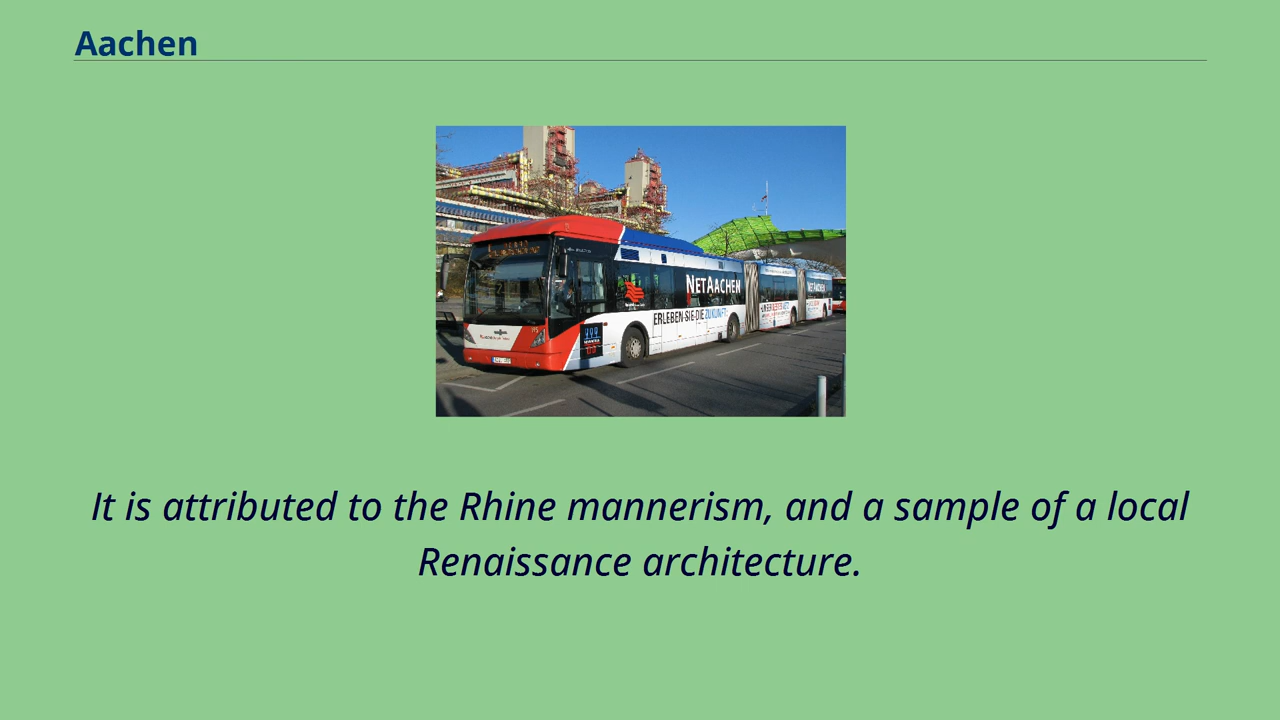 Aachen
NETAACHEN
NETAACHEN
ERLEBEN·SIE·DIE ZUKUNFT!
It is attributed to the Rhine mannerism, and a sample of a local
Renaissance architecture.